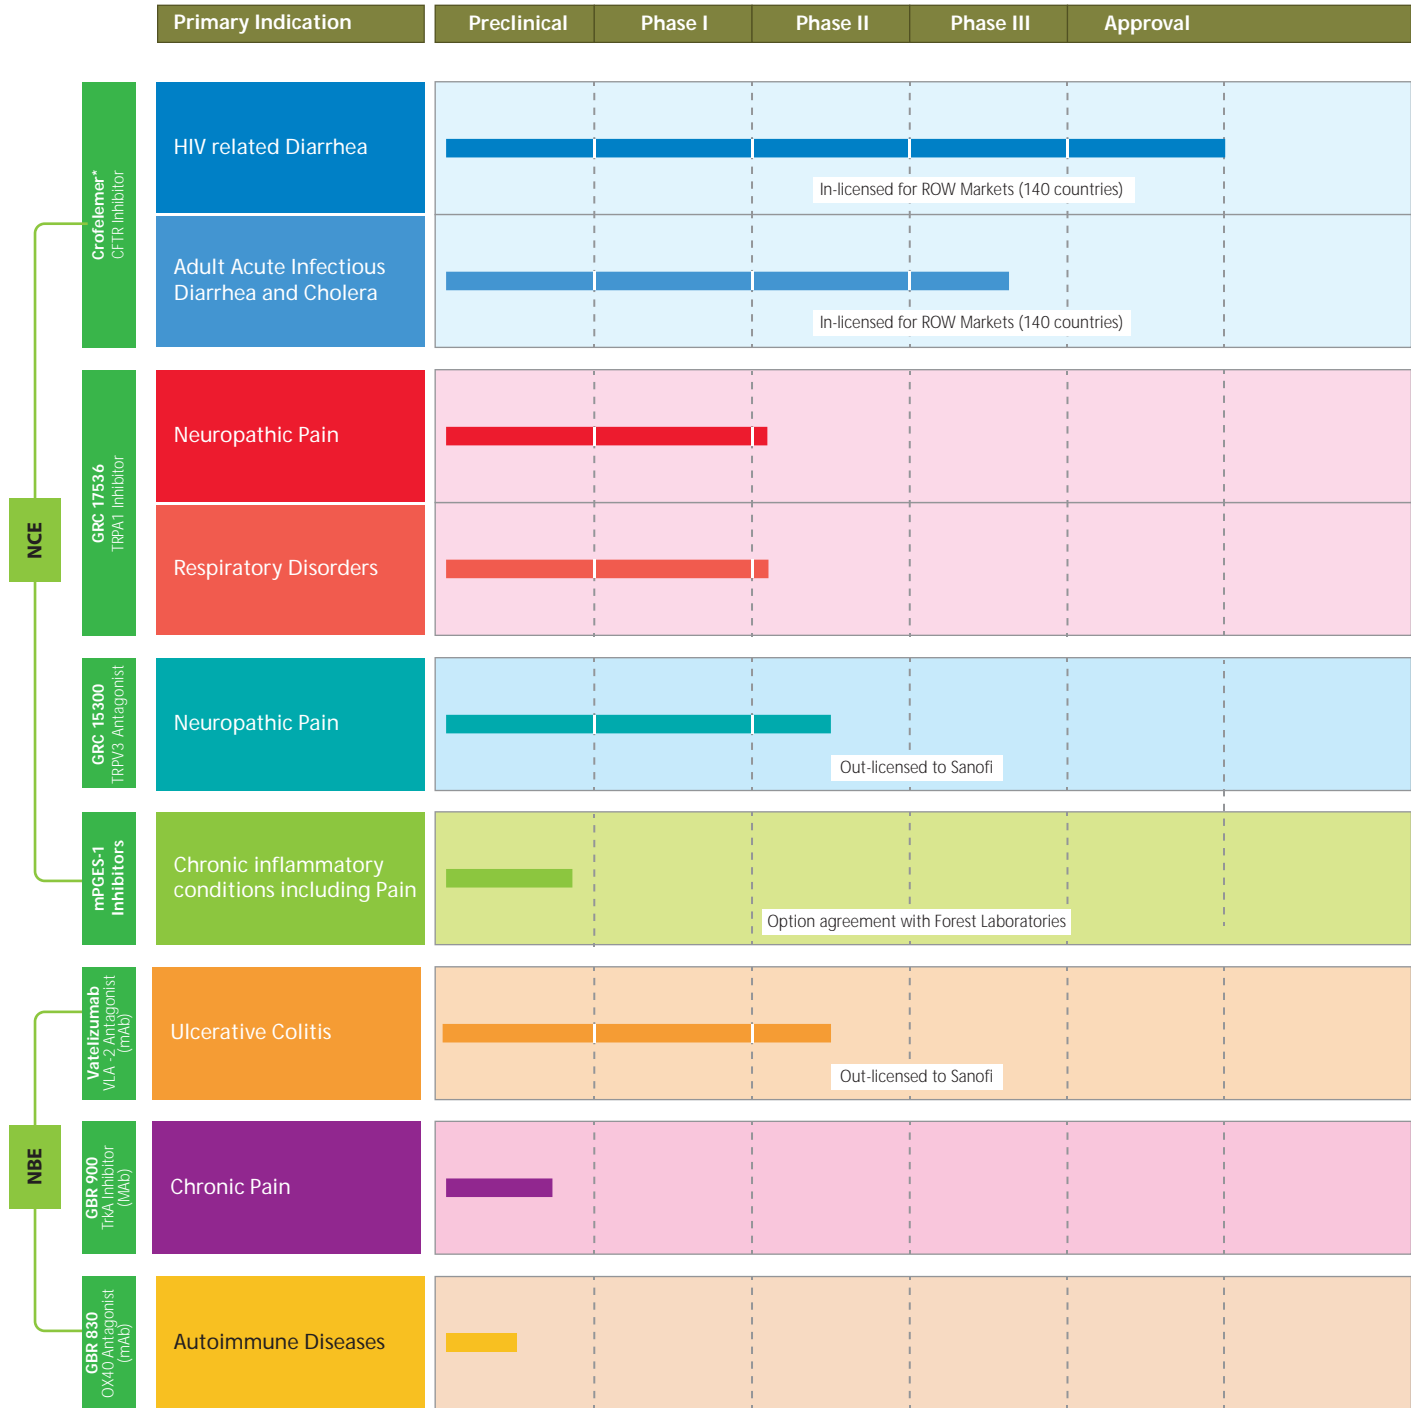 Primary Indication
Preclinical
Phase I
Phase II
Phase III
Approval
NCE
Crofelemer*
CFTR Inhibitor
HIV related Diarrhea
In-licensed for ROW Markets (140 countries)
Adult Acute Infectious
Diarrhea and Cholera
In-licensed for ROW Markets (140 countries)
GRC 17536
TRPA1 Inhibitor
Neuropathic Pain
Respiratory Disorders
GRC 15300
TRPV3 Antagonist
Neuropathic Pain
Out-licensed to Sanofi
mPGES-1
Inhibitors
Chronic inflammatory
conditions including Pain
Option agreement with Forest Laboratories
NBE
Vatelizumab
VLA -2 Antagonist
(mAb)
Ulcerative Colitis
Out-licensed to Sanofi
GBR 900
TrkA Inhibitor
(MAb)
Chronic Pain
GBR 830
OX40 Antagonist
(mAb)
Autoimmune Diseases